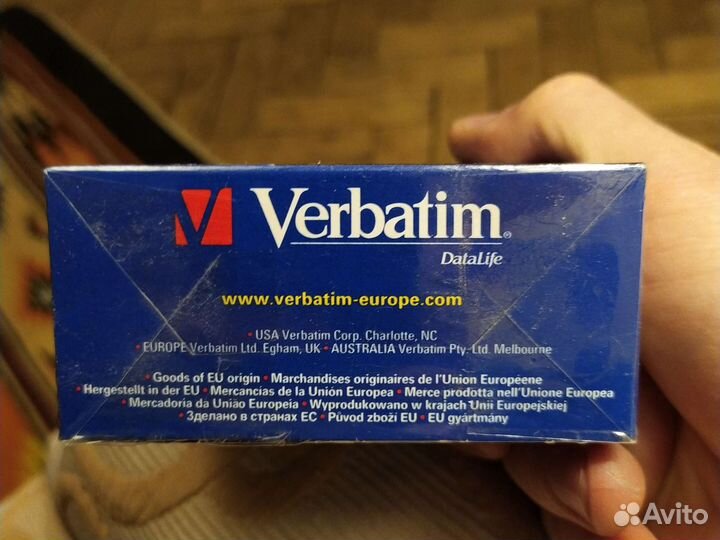 Verbatim®
DataLife
www.verbatim-europe.com
• USA Verbatim Corp. Charlotte, NC
• EUROPE Verbatim Ltd. Egham, UK • AUSTRALIA Verbatim Pty. Ltd. Melbourne
• Goods of EU origin • Marchandises originaires de l'Union Européene
• Hergestellt in der EU • Mercancías de la Unión Europea • Merce prodotta nell'Unione Europea
• Mercadoria da União Europeia • Wyprodukowano w krajach Unii Europejskiej
• Зделано в странах ЕС • Původ zboží EU • EU gyártmány
Avito